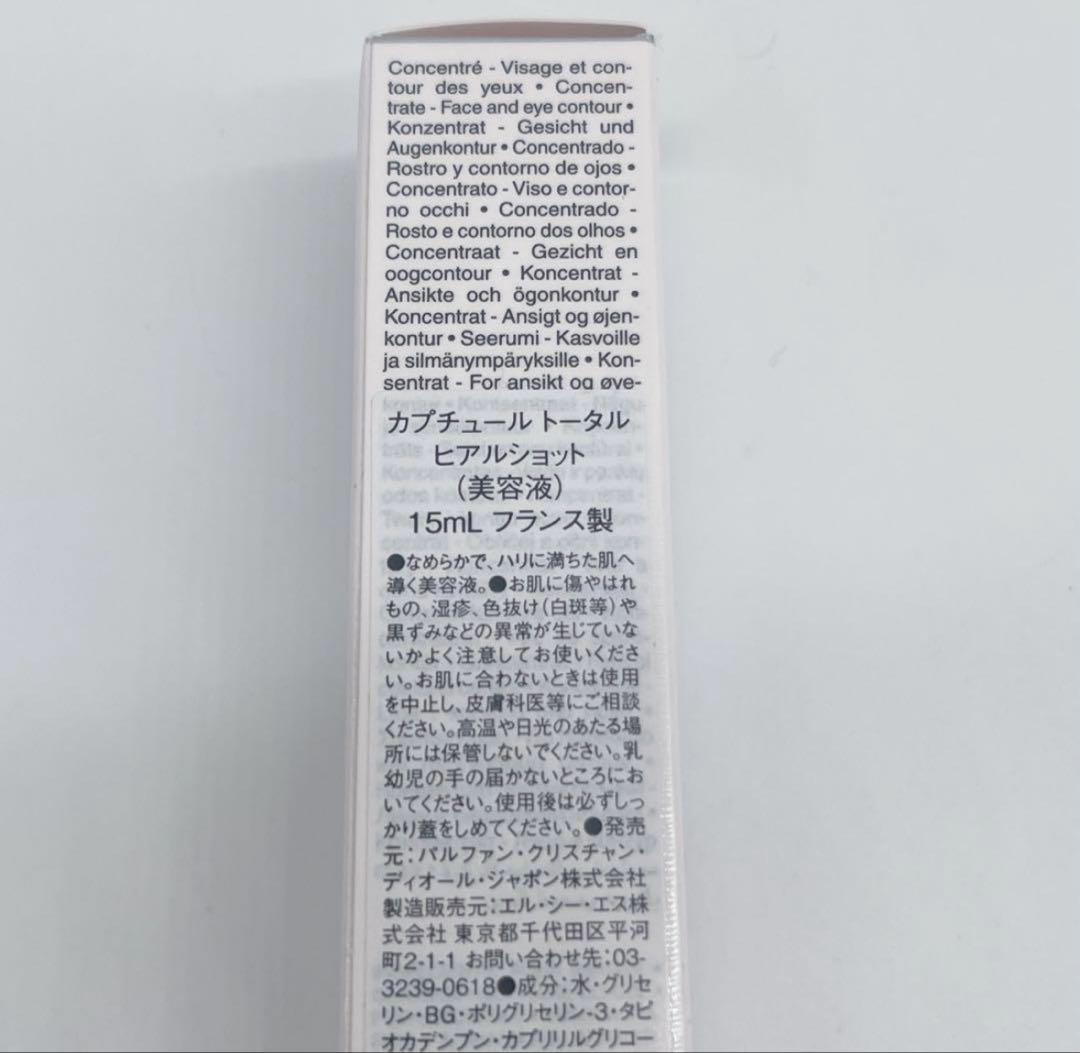 Concentré - Visage et con-
tour des yeux • Concen-
trate - Face and eye contour •
Konzentrat - Gesicht und
Augenkontur • Concentrado -
Rostro y contorno de ojos •
Concentrato - Viso e contor-
no occhi • Concentrado -
Rosto e contorno dos olhos •
Concentraat - Gezicht en
oogcontour • Koncentrat -
Ansikte och ögonkontur •
Koncentrat - Ansigt og øjen-
kontur • Seerumi - Kasvoille
ja silmänympäryksille • Kon-
sentrat - For ansikt og øve-
カプチュール トータル
ヒアルショット
（美容液）
15mL フランス製
●なめらかで、ハリに満ちた肌へ
導く美容液。●お肌に傷やはれ
もの、湿疹、色抜け（白斑等）や
黒ずみなどの異常が生じていな
いかよく注意してお使いくださ
い。お肌に合わないときは使用
を中止し、皮膚科医等にご相談
ください。高温や日光のあたる場
所には保管しないでください。乳
幼児の手の届かないところにお
いてください。使用後は必ずしっ
かり蓋をしめてください。●発売
元：パルファン・クリスチャン・
ディオール・ジャポン株式会社
製造販売元：エル・シー・エス株
式会社 東京都千代田区平河
町2-1-1 お問い合わせ先：03-
3239-0618●成分：水・グリセ
リン・BG・ポリグリセリン-3・タピ
オカデンプン・カプリリルグリコー